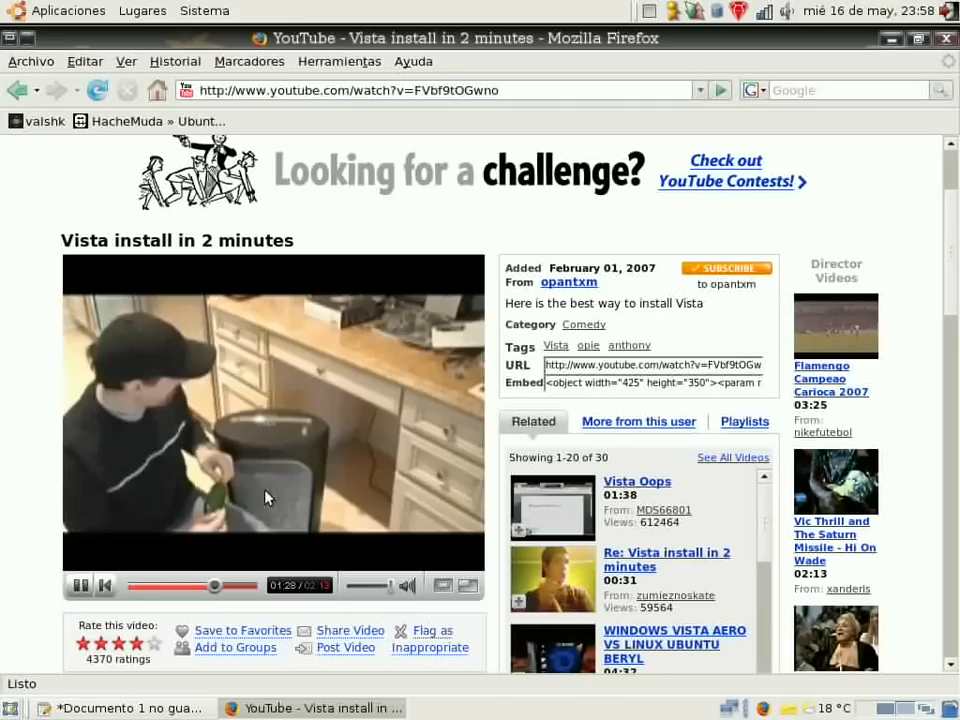 Aplicaciones Lugares Sistema mié 16 de may, 23:58
YouTube - Vista install in 2 minutes - Mozilla Firefox
Archivo Editar Ver Historial Marcadores Herramientas Ayuda
You Tube http://www.youtube.com/watch?v=FVbf9tOGwno G Google
valshk HacheMuda » Ubunt...
Looking for a challenge? Check out
YouTube Contests!
Vista install in 2 minutes
Added February 01, 2007 SUBSCRIBE
From opantxm to opantxm
Here is the best way to install Vista
Category Comedy
Tags Vista opie anthony
URL http://www.youtube.com/watch?v=FVbf9tOGw
Embed <object width="425" height="350"><param r
Related More from this user Playlists
Showing 1-20 of 30 See All Videos
Vista Oops
01:38
From: MDS66801
Views: 612464
Re: Vista install in 2
minutes
00:31
From: zumieznoskate
Views: 59564
WINDOWS VISTA AERO
VS LINUX UBUNTU
BERYL
04:32
Director
Videos
Flamengo
Campeao
Carioca 2007
03:25
From:
nikefutebol
Vic Thrill and
The Saturn
Missile - Hi On
Wade
02:13
From: xanderis
01:28 / 02:13
Rate this video:
4370 ratings
Save to Favorites Share Video Flag as
Add to Groups Post Video Inappropriate
Listo
*Documento 1 no gua... YouTube - Vista install in ... 18 °C